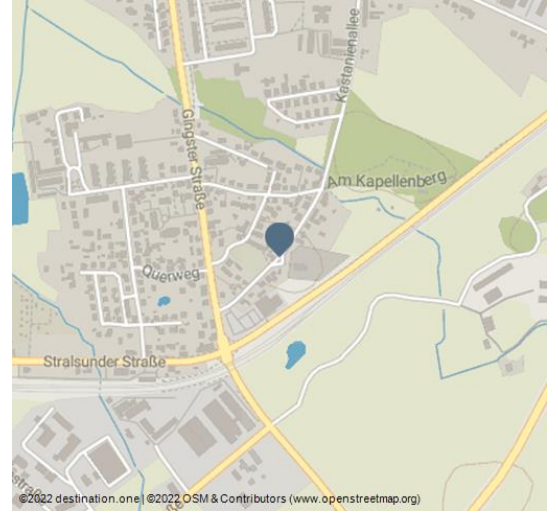 Kastanienallee
Gingster Straße
Am Kapellenberg
Querweg
Stralsunder Straße
©2022 destination.one | ©2022 OSM & Contributors (www.openstreetmap.org)